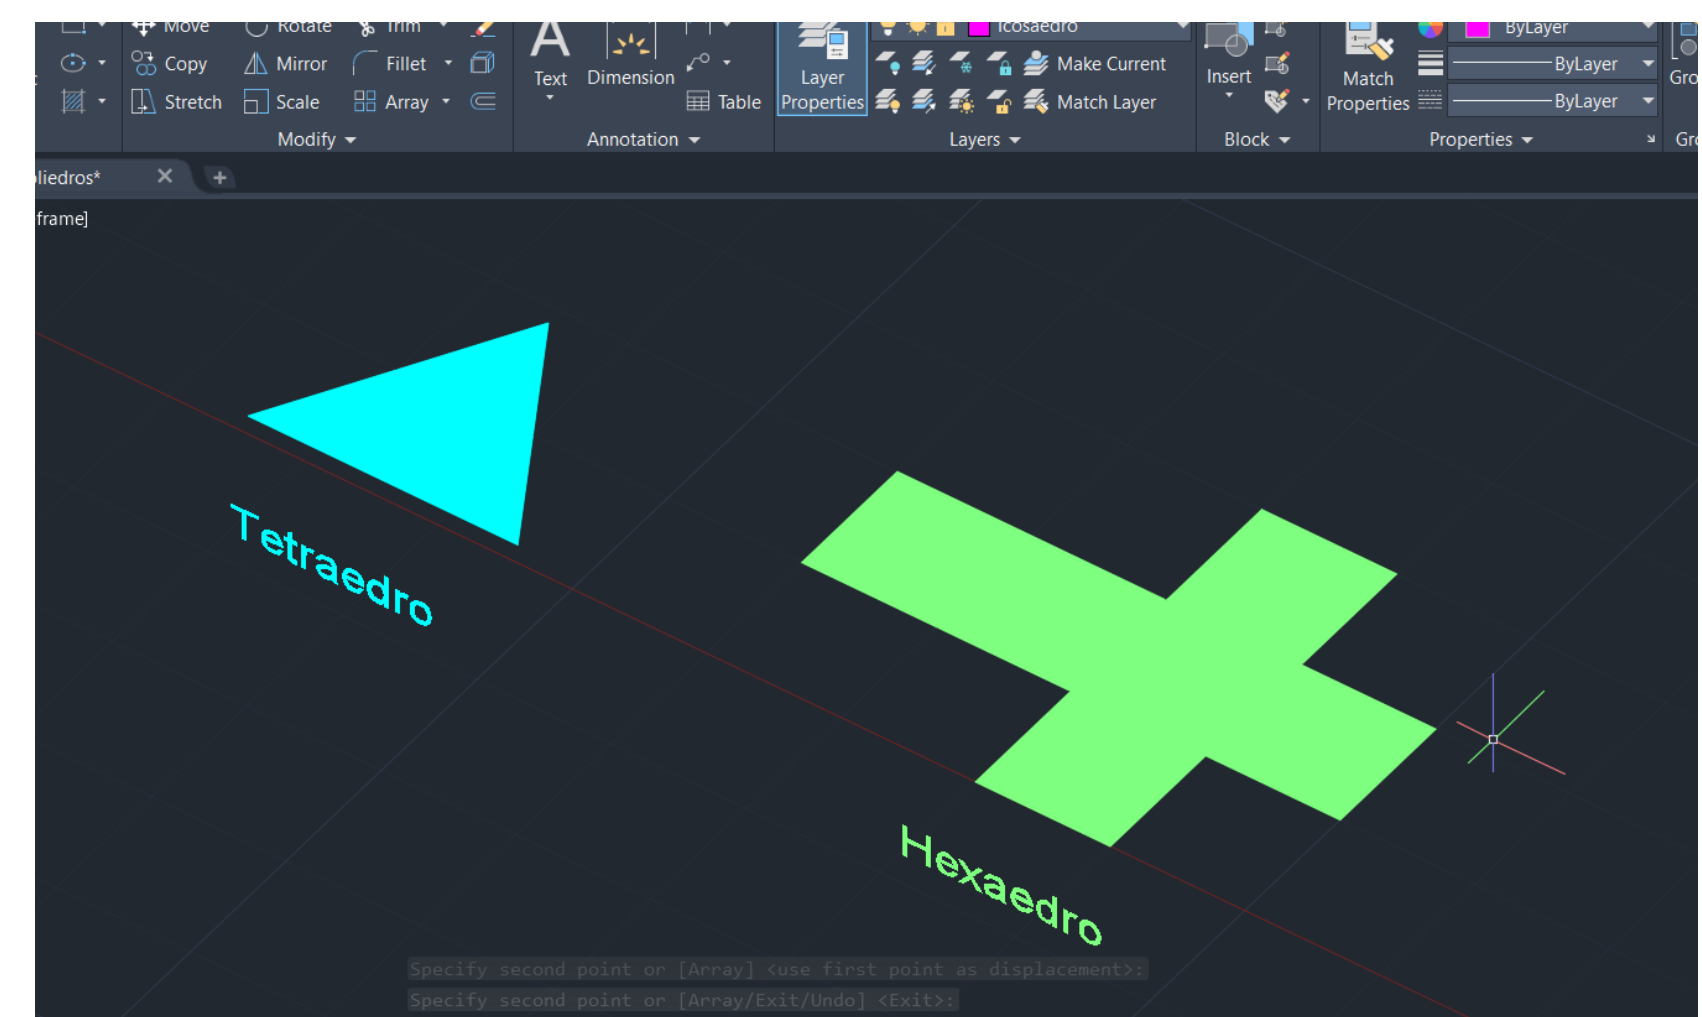 Move Rotate Trim Icosaedro ByLayer
Copy Mirror Fillet Text Dimension Layer Make Current Insert Match ByLayer
Stretch Scale Array Table Properties Match Layer Properties ByLayer
Modify Annotation Layers Block Properties
liedros*
frame]
Tetraedro
Hexaedro
Specify second point or [Array] <use first point as displacement>:
Specify second point or [Array/Exit/Undo] <Exit>: